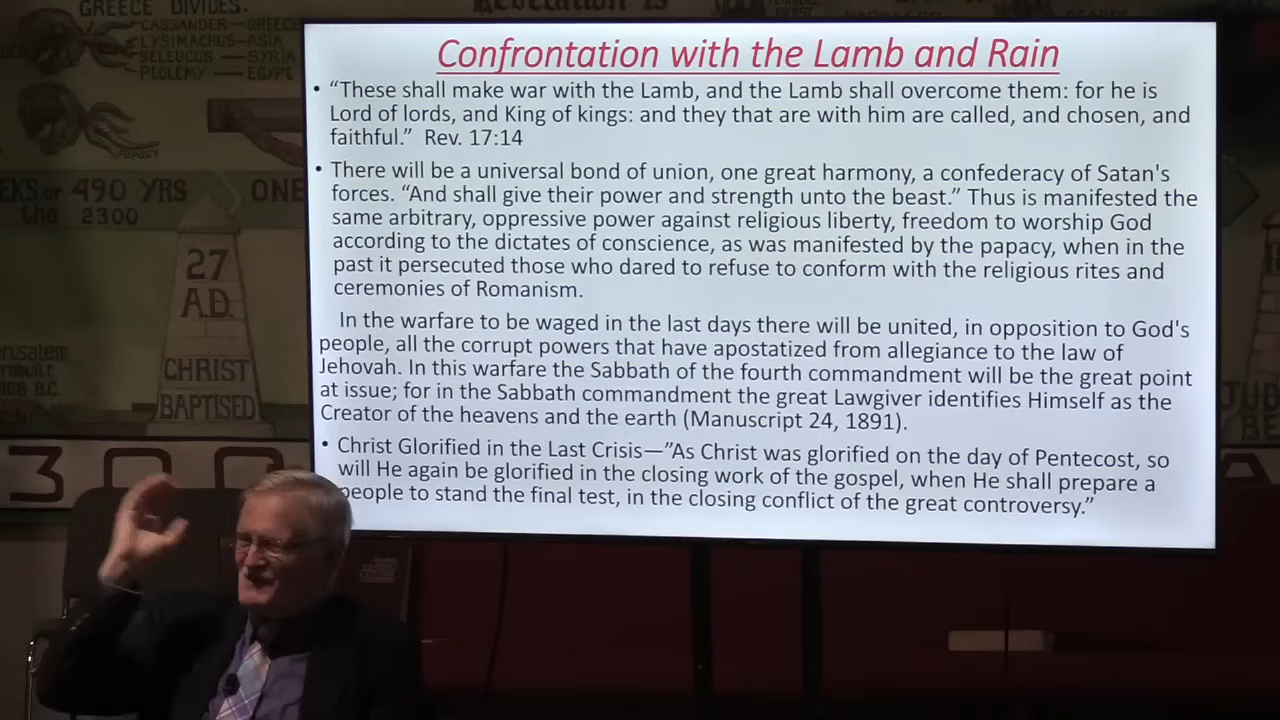 GREECE DIVIDES.
CASSANDER—GREECE
LYSIMACHUS—ASIA
SELEUCUS — SYRIA
PTOLEMY — EGYPT
PAPACY
Revelation is
EKS or 490 YRS
the 2300
ONE
27
A.D.
CHRIST
BAPTISED
erusalem
rebuilt
408 B.C.
300
Confrontation with the Lamb and Rain
• “These shall make war with the Lamb, and the Lamb shall overcome them: for he is
Lord of lords, and King of kings: and they that are with him are called, and chosen, and
faithful.” Rev. 17:14
• There will be a universal bond of union, one great harmony, a confederacy of Satan's
forces. “And shall give their power and strength unto the beast.” Thus is manifested the
same arbitrary, oppressive power against religious liberty, freedom to worship God
according to the dictates of conscience, as was manifested by the papacy, when in the
past it persecuted those who dared to refuse to conform with the religious rites and
ceremonies of Romanism.
In the warfare to be waged in the last days there will be united, in opposition to God's
people, all the corrupt powers that have apostatized from allegiance to the law of
Jehovah. In this warfare the Sabbath of the fourth commandment will be the great point
at issue; for in the Sabbath commandment the great Lawgiver identifies Himself as the
Creator of the heavens and the earth (Manuscript 24, 1891).
• Christ Glorified in the Last Crisis—”As Christ was glorified on the day of Pentecost, so
will He again be glorified in the closing work of the gospel, when He shall prepare a
people to stand the final test, in the closing conflict of the great controversy.”